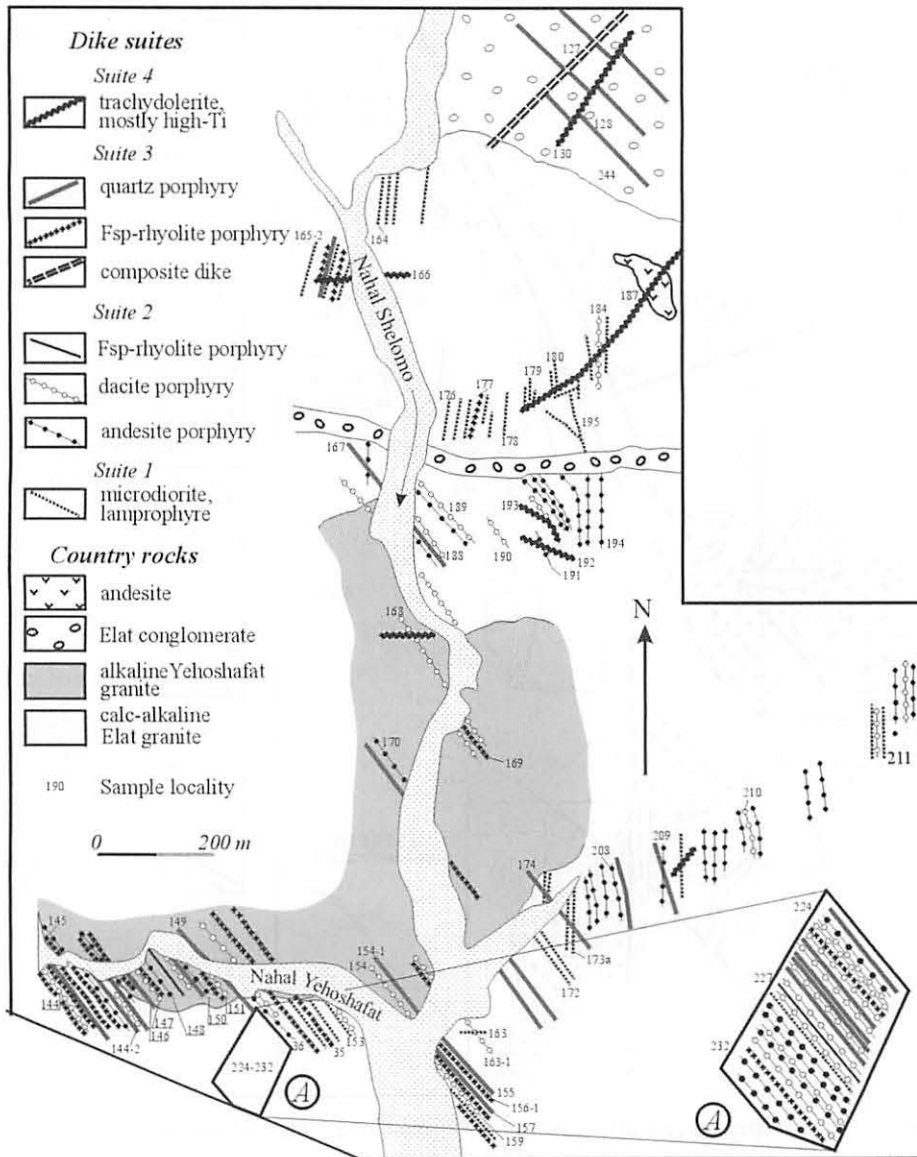 Dike suites
Suite 4
trachydolerite,
mostly high-Ti
Suite 3
quartz porphyry
Fsp-rhyolite porphyry
composite dike
Suite 2
Fsp-rhyolite porphyry
dacite porphyry
andesite porphyry
Suite 1
microdiorite,
lamprophyre
Country rocks
andesite
Elat conglomerate
alkaline Yehoshafat
granite
calc-alkaline
Elat granite
190 Sample locality
0 200 m
127
128
130
244
165-2
164
166
Nahal Shelomo
187
184
180
179
177
176
178
195
167
189
188
190
193
194
192
191
N
168
169
170
211
210
209
208
174
173a
172
145
149
154-1
154
Nahal Yehoshafat
144
144-2
146
147
148
150
151
36
35
153
163
163-1
155
156-1
157
159
224-232
A
224
227
232
A